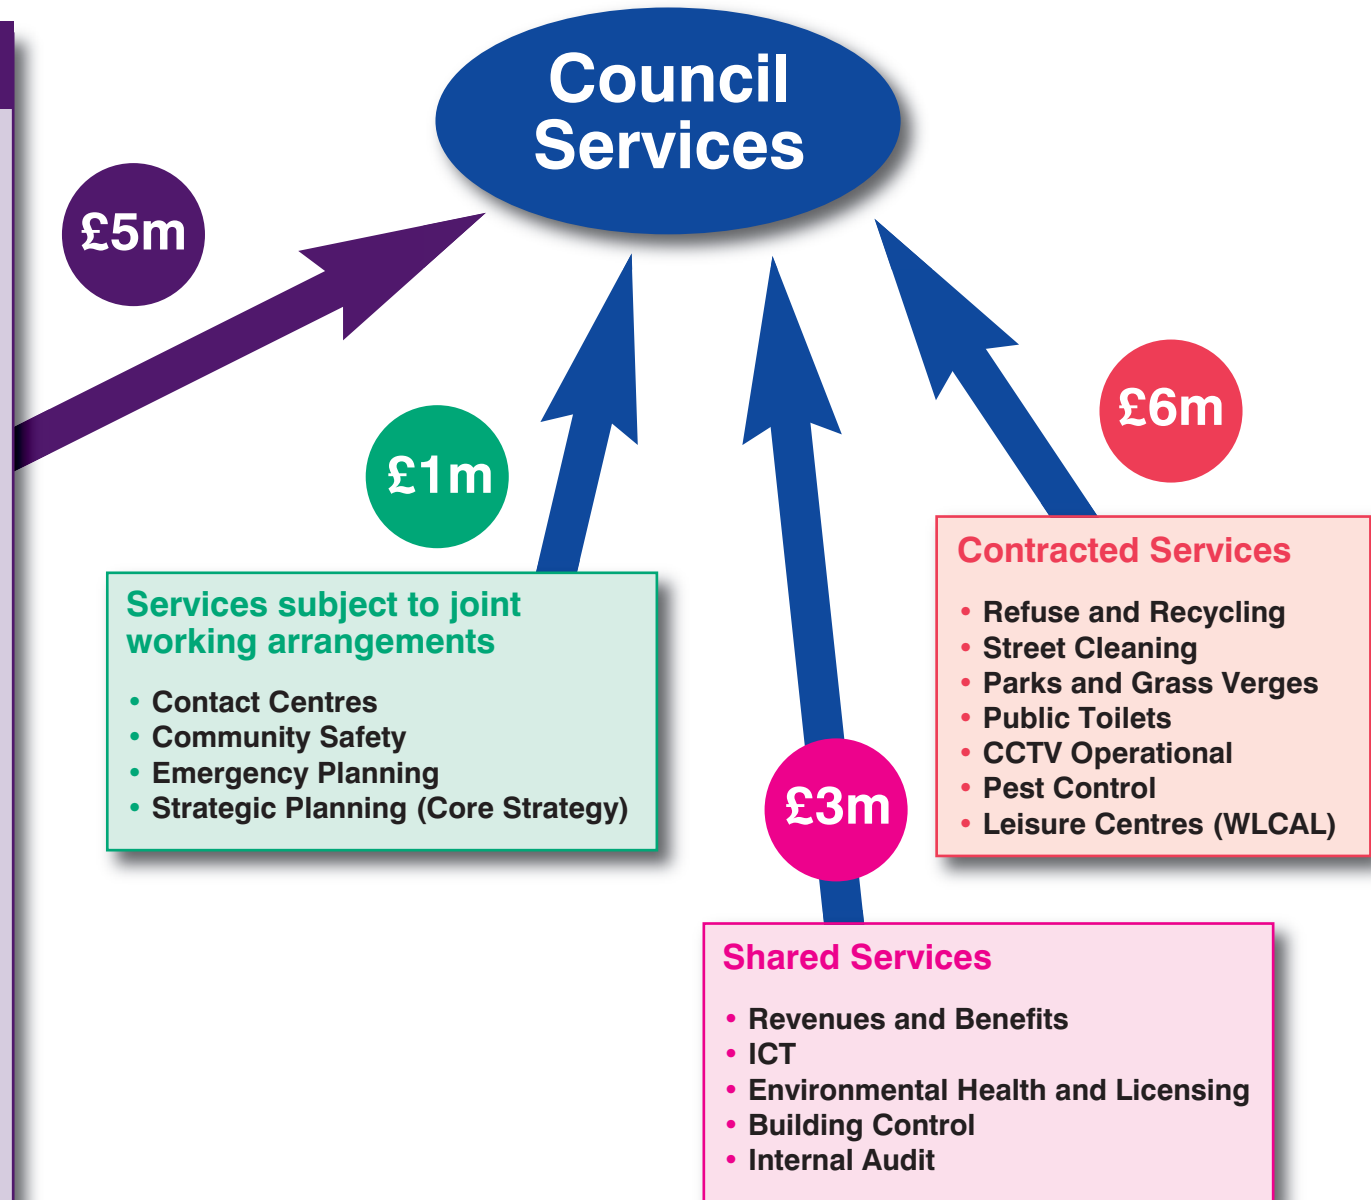 Council
Services
£5m
£1m
£6m
Services subject to joint
working arrangements
• Contact Centres
• Community Safety
• Emergency Planning
• Strategic Planning (Core Strategy)
Contracted Services
• Refuse and Recycling
• Street Cleaning
• Parks and Grass Verges
• Public Toilets
• CCTV Operational
• Pest Control
• Leisure Centres (WLCAL)
£3m
Shared Services
• Revenues and Benefits
• ICT
• Environmental Health and Licensing
• Building Control
• Internal Audit